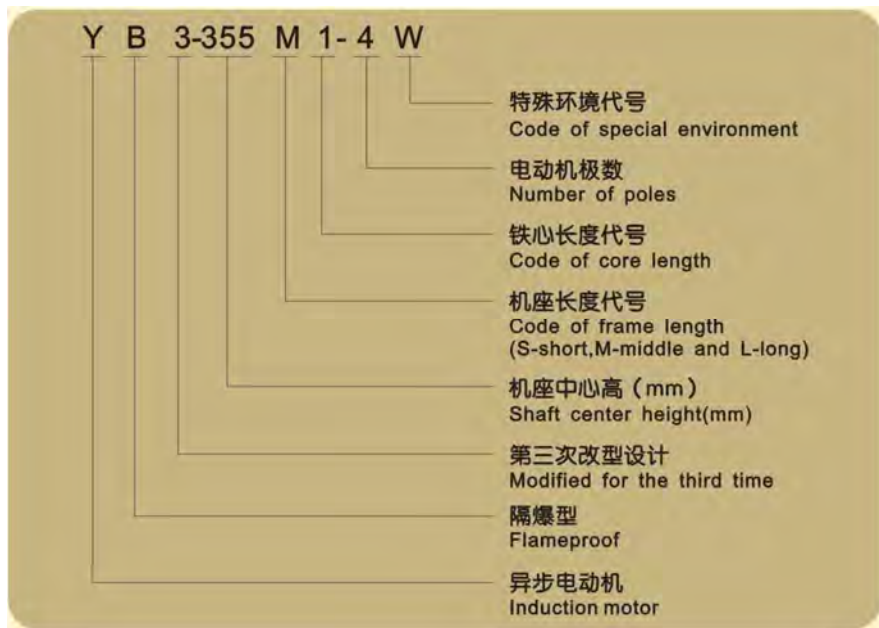 Y B 3-355 M 1-4 W
特殊环境代号
Code of special environment
电动机极数
Number of poles
铁心长度代号
Code of core length
机座长度代号
Code of frame length
(S-short,M-middle and L-long)
机座中心高（mm）
Shaft center height(mm)
第三次改型设计
Modified for the third time
隔爆型
Flameproof
异步电动机
Induction motor